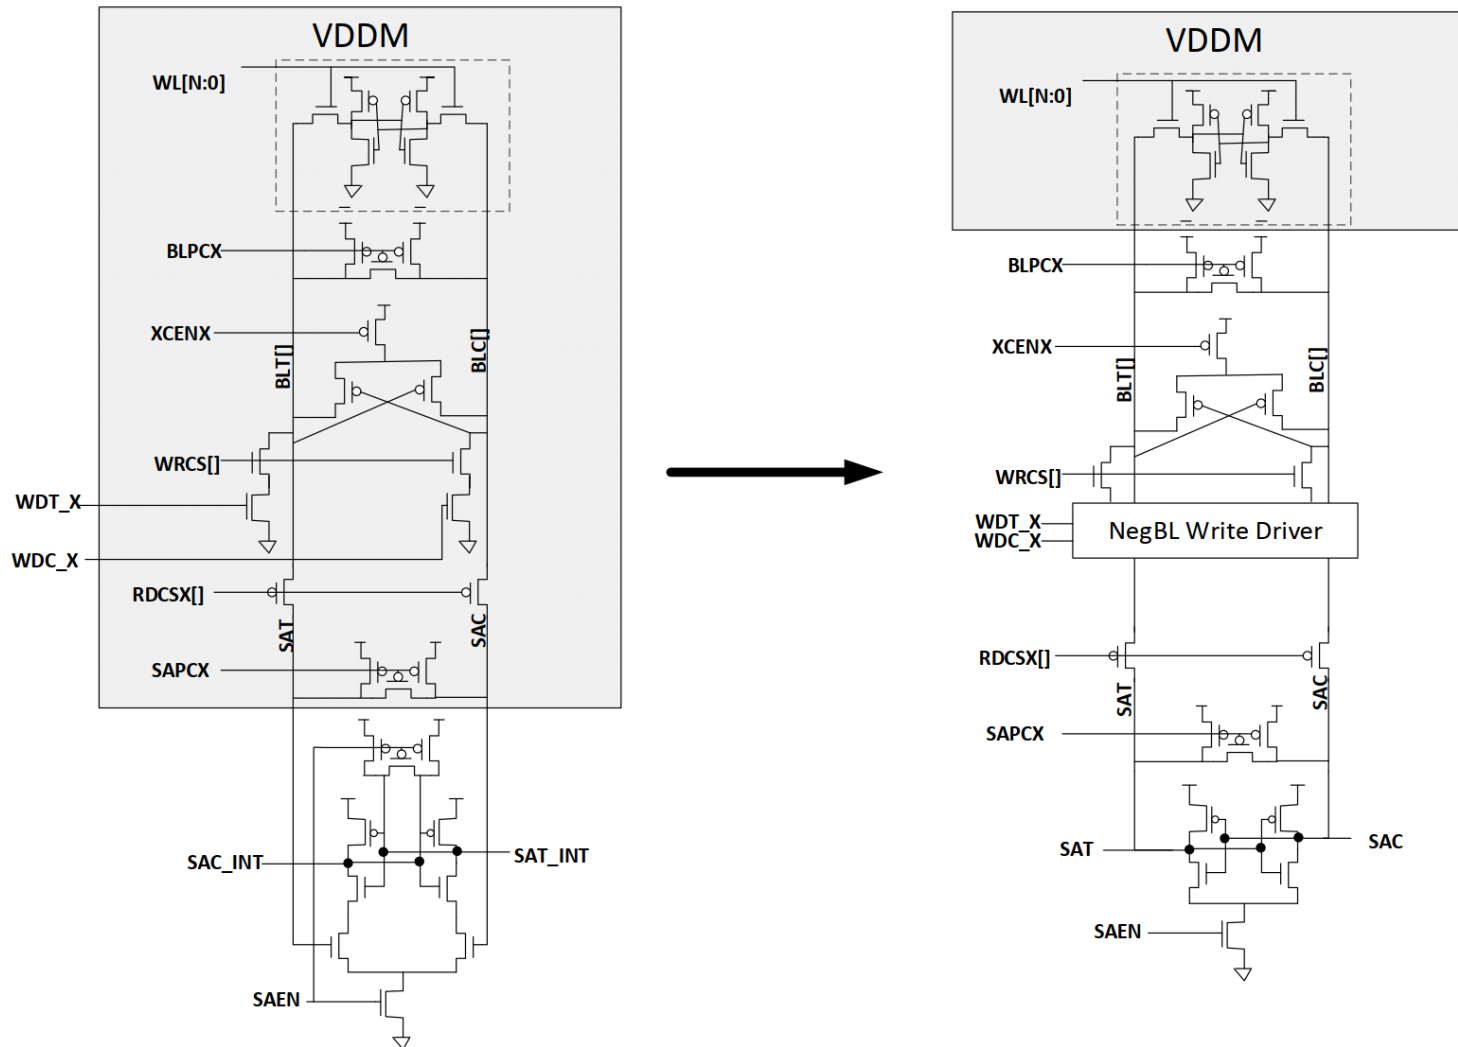 VDDM
WL[N:0]
BLPCX
XCENX
BLT[]
BLC[]
WRCS[]
WDT_X
WDC_X
RDCSX[]
SAT
SAC
SAPCX
SAC_INT
SAT_INT
SAEN
VDDM
WL[N:0]
BLPCX
XCENX
BLT[]
BLC[]
WRCS[]
WDT_X
WDC_X
NegBL Write Driver
RDCSX[]
SAT
SAC
SAPCX
SAT
SAC
SAEN